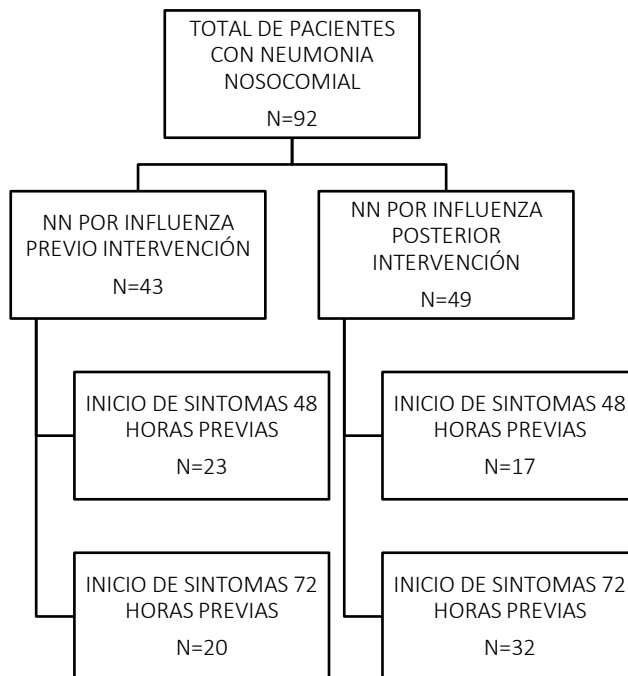 TOTAL DE PACIENTES
CON NEUMONIA
NOSOCOMIAL
N=92
NN POR INFLUENZA
PREVIO INTERVENCIÓN
N=43
NN POR INFLUENZA
POSTERIOR
INTERVENCIÓN
N=49
INICIO DE SINTOMAS 48
HORAS PREVIAS
N=23
INICIO DE SINTOMAS 48
HORAS PREVIAS
N=17
INICIO DE SINTOMAS 72
HORAS PREVIAS
N=20
INICIO DE SINTOMAS 72
HORAS PREVIAS
N=32